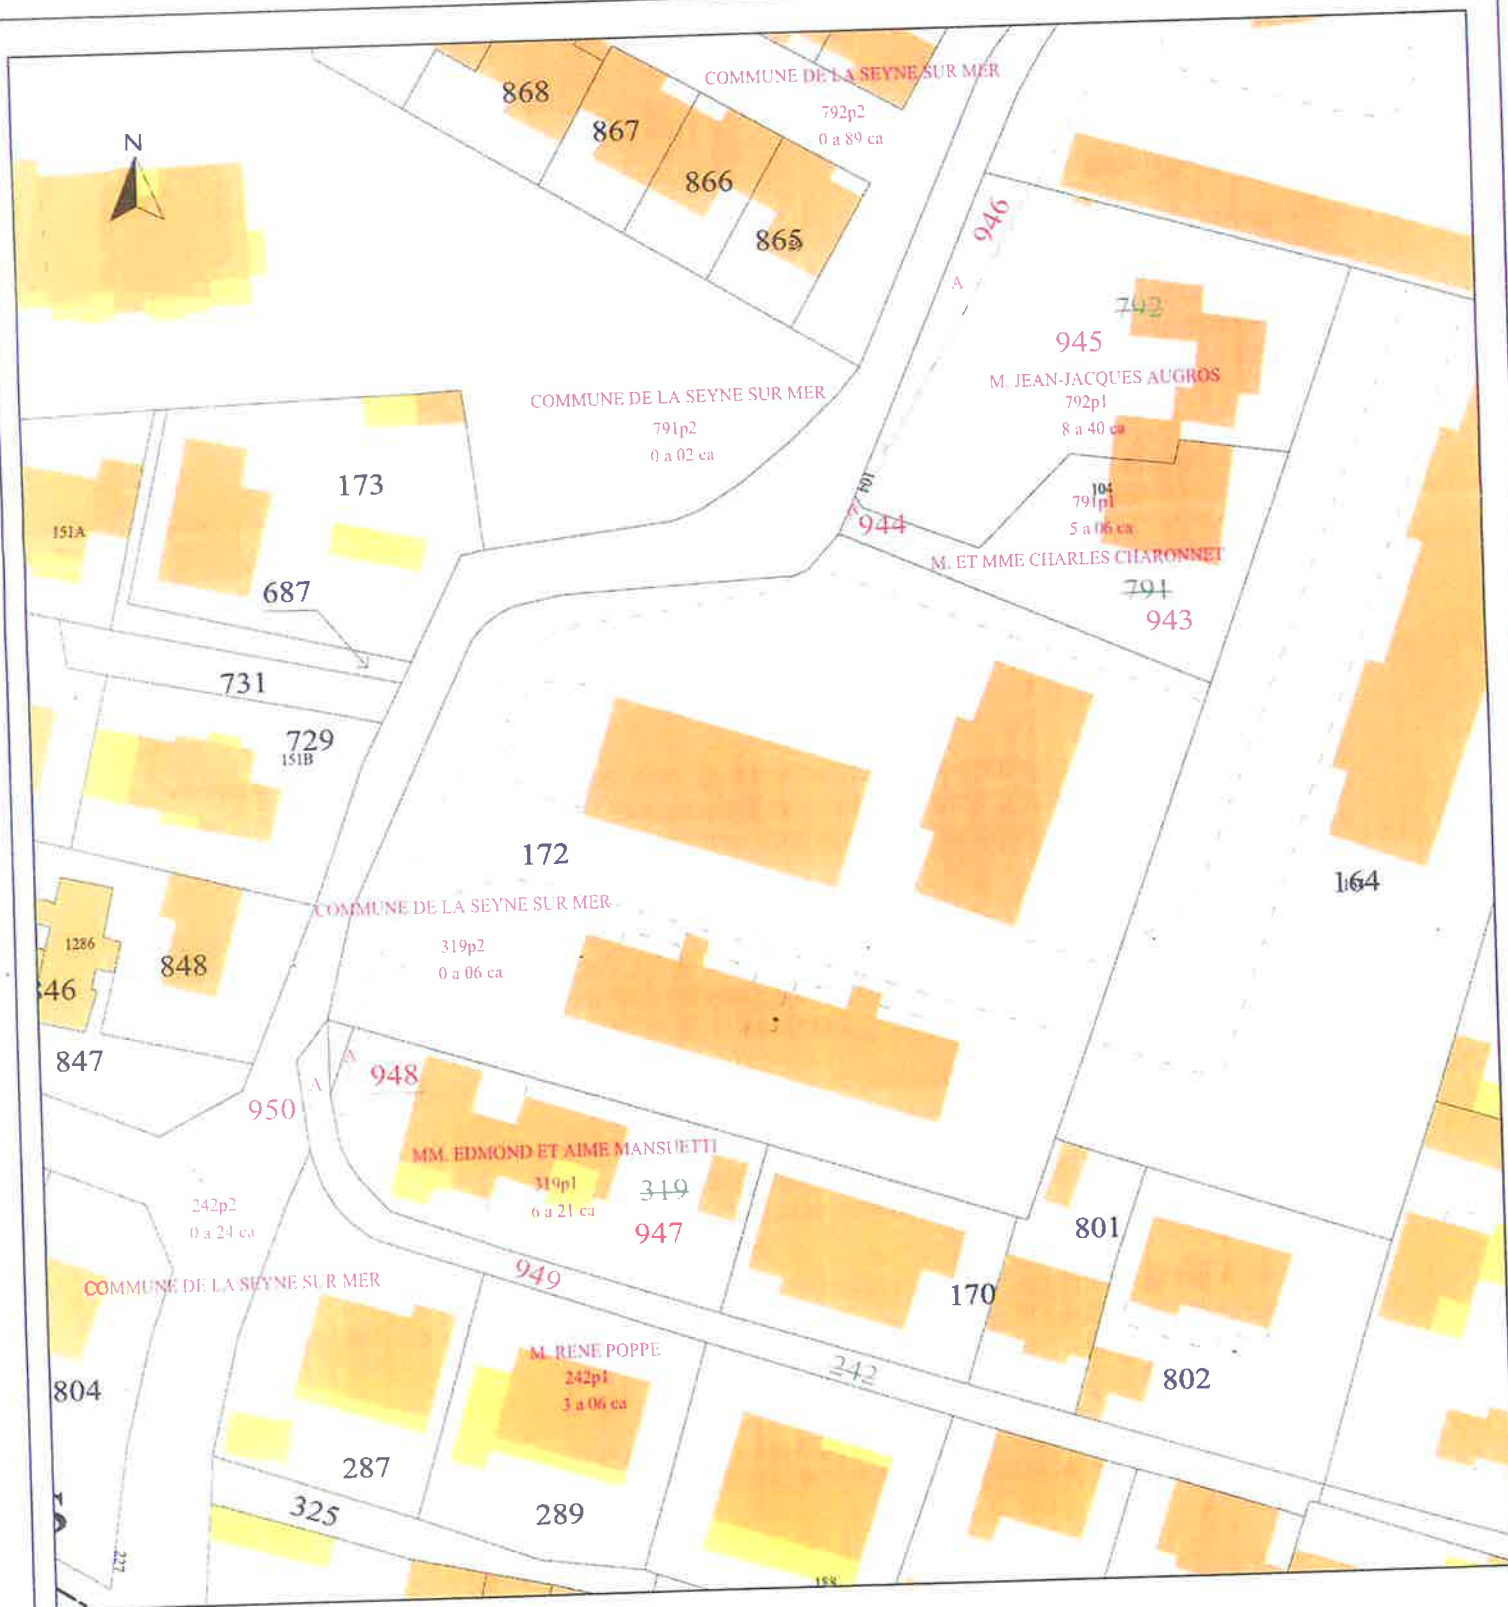 868
COMMUNE DE LA SEYNE SUR MER
792p2
0 a 89 ca
N
867
866
865
946
A
792
945
M. JEAN-JACQUES AUGROS
792p1
8 a 40 ca
COMMUNE DE LA SEYNE SUR MER
791p2
0 a 02 ca
173
151A
104
104
791p1
5 a 06 ca
A
944
M. ET MME CHARLES CHARONNET
791
943
687
731
729
151B
172
164
COMMUNE DE LA SEYNE SUR MER
319p2
0 a 06 ca
1286
848
46
847
A
948
A
950
MM. EDMOND ET AIME MANSUETTI
319p1
319
6 a 21 ca
947
242p2
0 a 24 ca
COMMUNE DE LA SEYNE SUR MER
949
801
170
M. RENE POPPE
242p1
3 a 06 ca
242
802
804
287
325
289
227
188